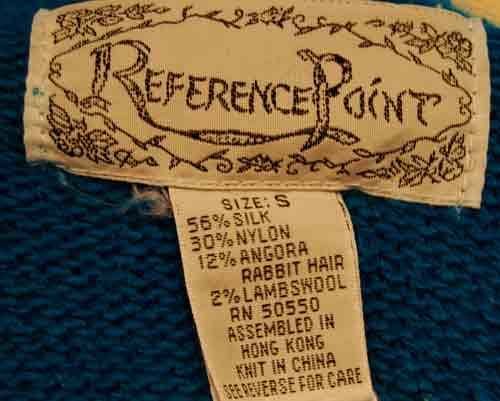 REFERENCE POINT
SIZE: S
56% SILK
30% NYLON
12% ANGORA
RABBIT HAIR
2% LAMBSWOOL
RN 50550
ASSEMBLED IN
HONG KONG
KNIT IN CHINA
SEE REVERSE FOR CARE